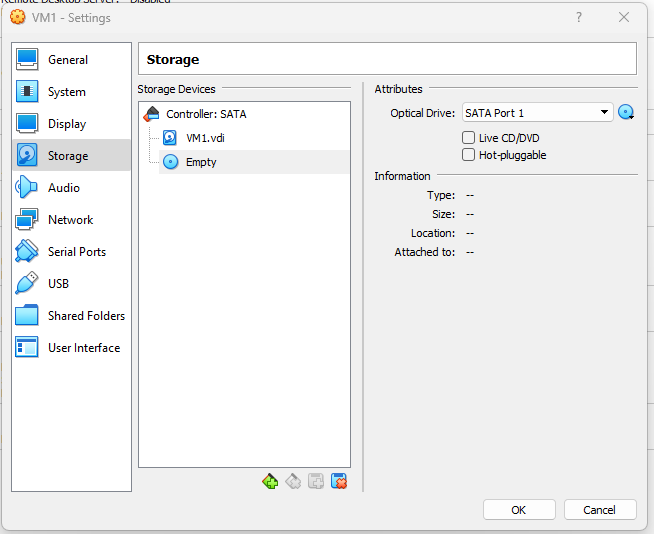 Remote Desktop Server: Disabled
VM1 - Settings
?
General
System
Display
Storage
Audio
Network
Serial Ports
USB
Shared Folders
User Interface
Storage
Storage Devices
Controller: SATA
VM1.vdi
Empty
Attributes
Optical Drive: SATA Port 1
Live CD/DVD
Hot-pluggable
Information
Type: --
Size: --
Location: --
Attached to: --
OK
Cancel